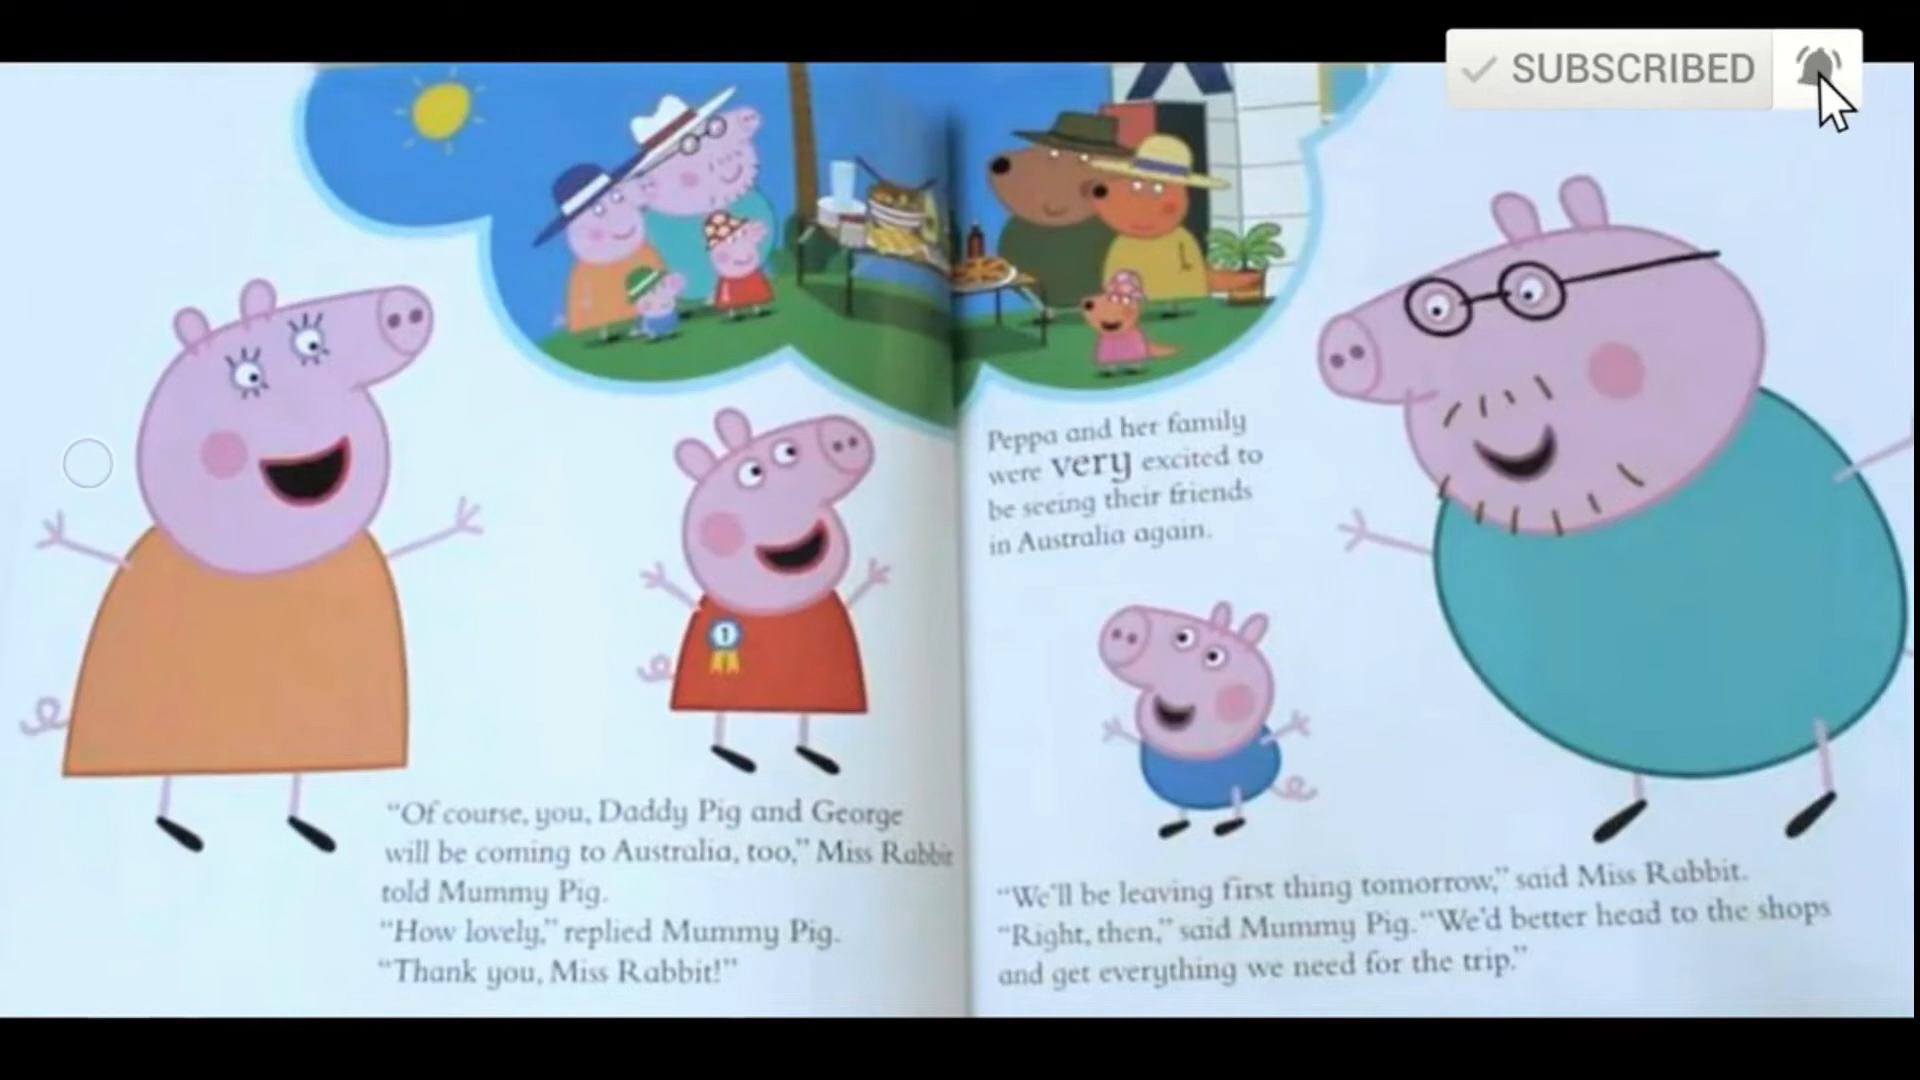 SUBSCRIBED
Peppa and her family
were very excited to
be seeing their friends
in Australia again.
1
“Of course, you, Daddy Pig and George
will be coming to Australia, too,” Miss Rabbit
told Mummy Pig.
“How lovely,” replied Mummy Pig.
“Thank you, Miss Rabbit!”
“We’ll be leaving first thing tomorrow,” said Miss Rabbit.
“Right, then,” said Mummy Pig. “We’d better head to the shops
and get everything we need for the trip.”